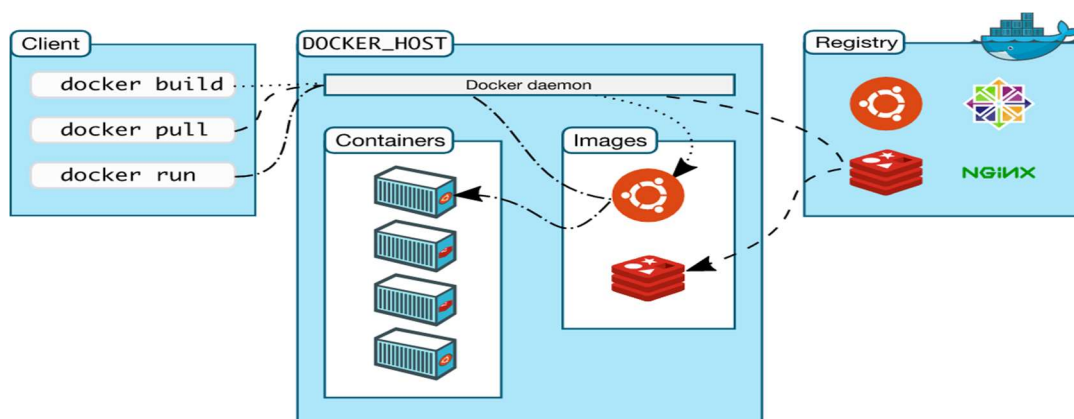 Client
docker build
docker pull
docker run
DOCKER_HOST
Docker daemon
Containers
Images
Registry
NGiNX